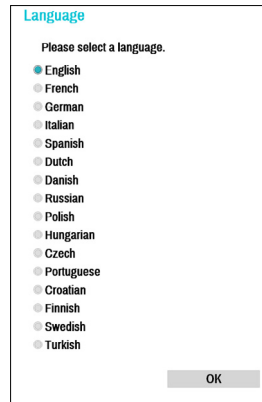 Language
Please select a language.
English
French
German
Italian
Spanish
Dutch
Danish
Russian
Polish
Hungarian
Czech
Portuguese
Croatian
Finnish
Swedish
Turkish
OK